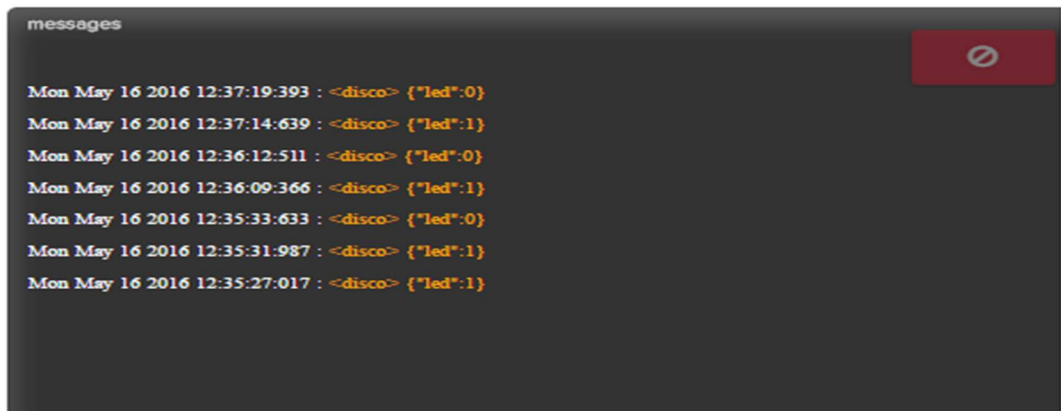 messages
Mon May 16 2016 12:37:19:393 : <disco> {"led":0}
Mon May 16 2016 12:37:14:639 : <disco> {"led":1}
Mon May 16 2016 12:36:12:511 : <disco> {"led":0}
Mon May 16 2016 12:36:09:366 : <disco> {"led":1}
Mon May 16 2016 12:35:33:633 : <disco> {"led":0}
Mon May 16 2016 12:35:31:987 : <disco> {"led":1}
Mon May 16 2016 12:35:27:017 : <disco> {"led":1}